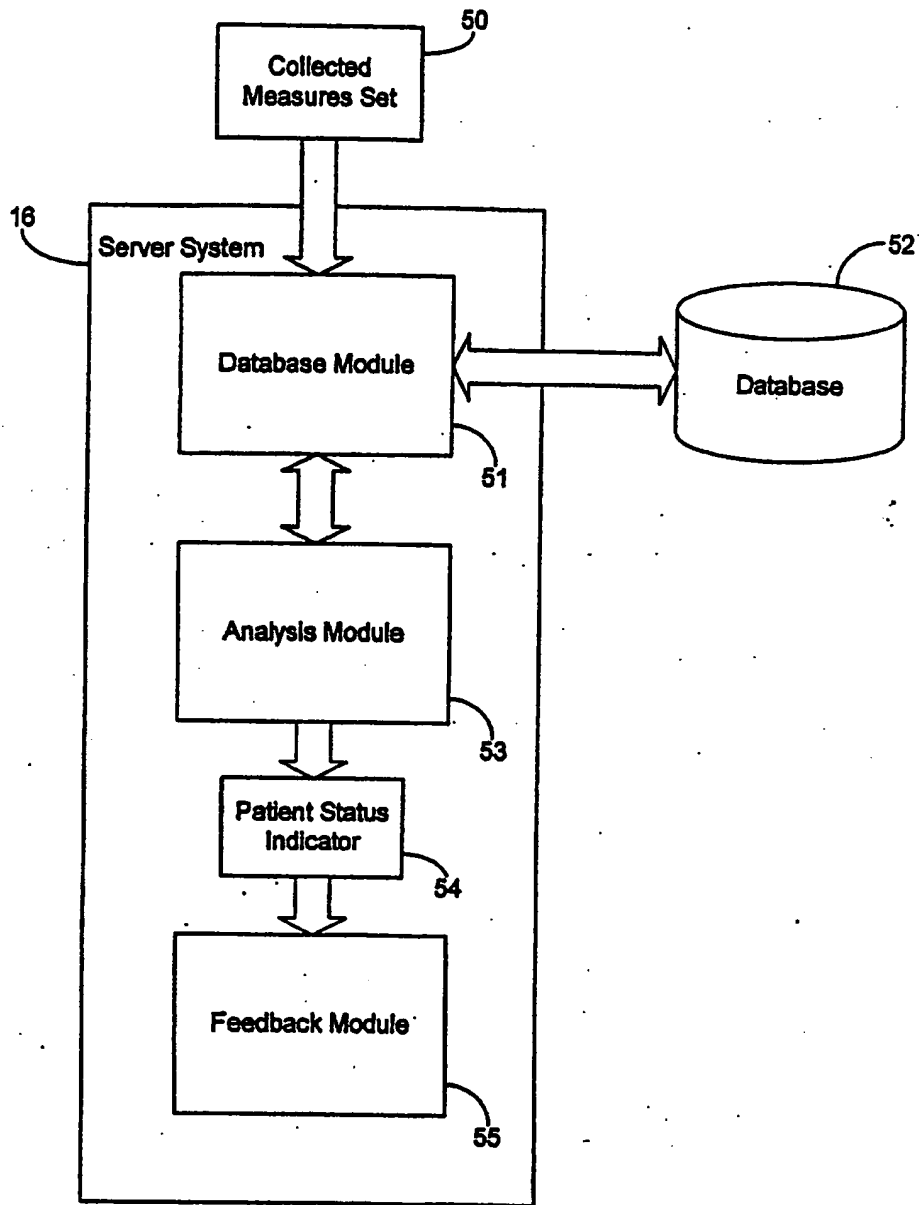 50
Collected
Measures Set
16
Server System
52
Database Module
Database
51
Analysis Module
53
Patient Status
Indicator
54
Feedback Module
55